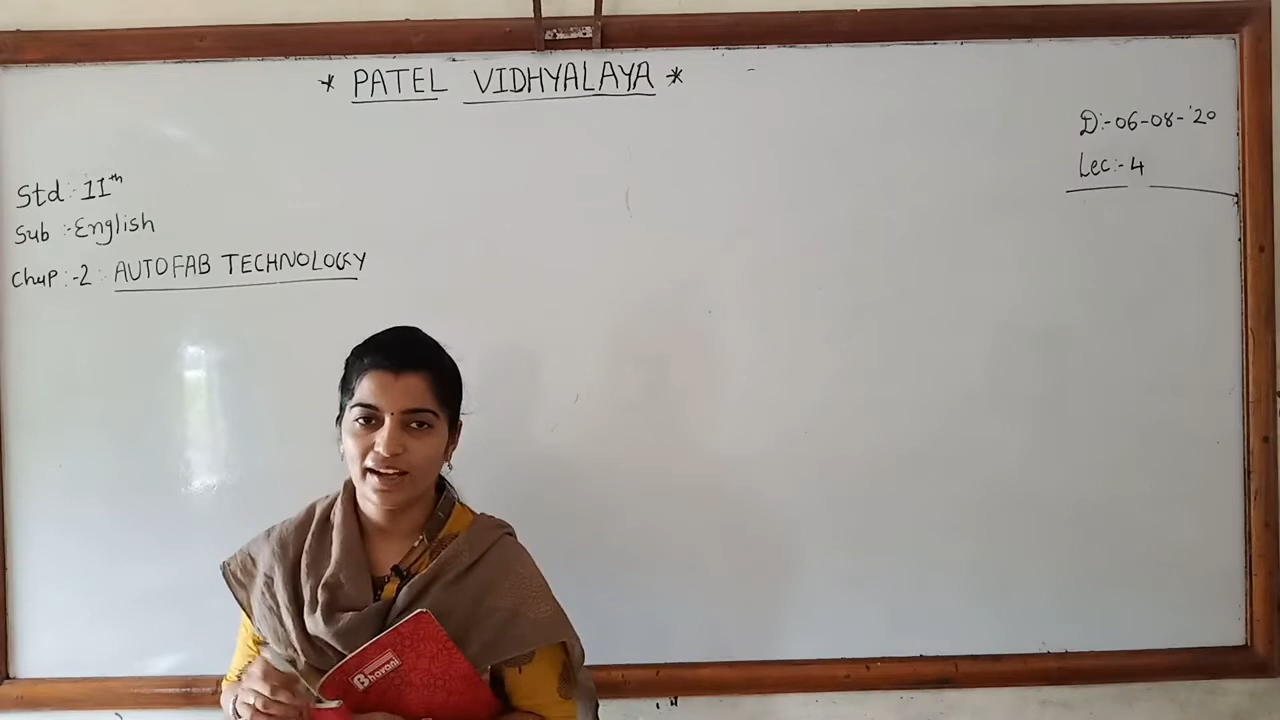 * PATEL VIDHYALAYA *
D:-06-08-'20
Lec:-4
Std:-11th
Sub:-English
Chap:-2: AUTOFAB TECHNOLOGY
Bhavani